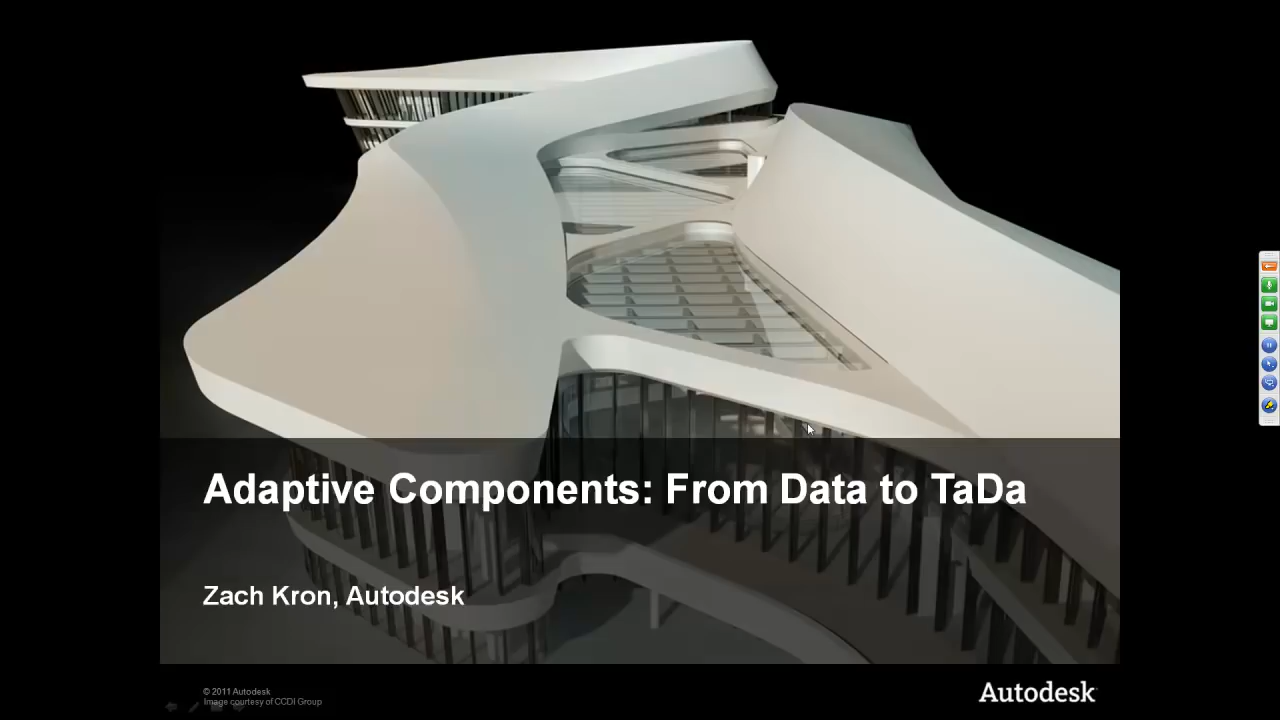 Adaptive Components: From Data to TaDa
Zach Kron, Autodesk
© 2011 Autodesk
Image courtesy of CCDI Group
Autodesk